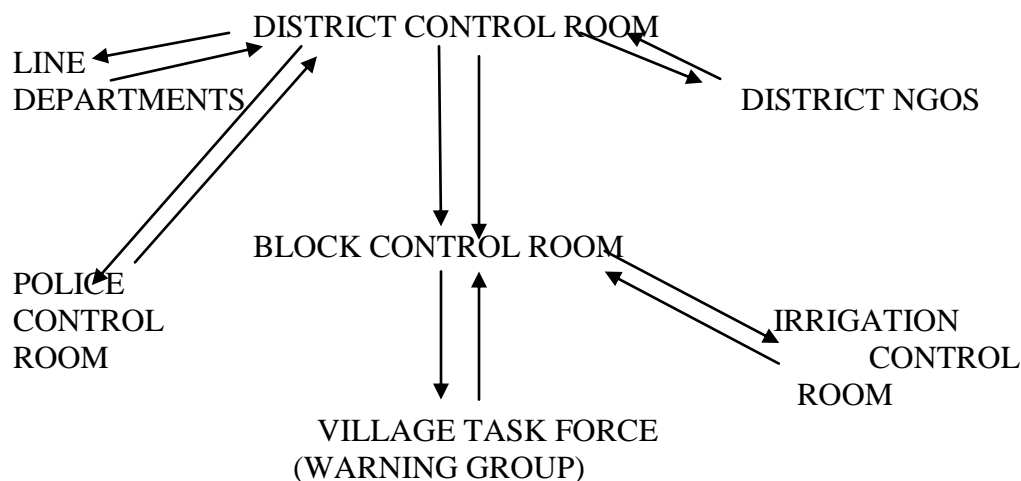 DISTRICT CONTROL ROOM
LINE
DEPARTMENTS
DISTRICT NGOS
BLOCK CONTROL ROOM
POLICE
CONTROL
ROOM
IRRIGATION
CONTROL
ROOM
VILLAGE TASK FORCE
(WARNING GROUP)